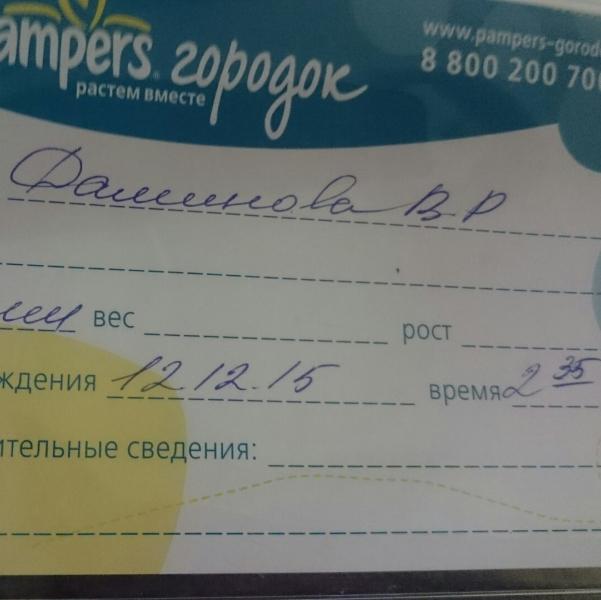 ampers городок
растем вместе
www.pampers-gorod
8 800 200 70
Даминова В.Р
вес рост
ждения 12.12.15 время 2 35
ительные сведения: